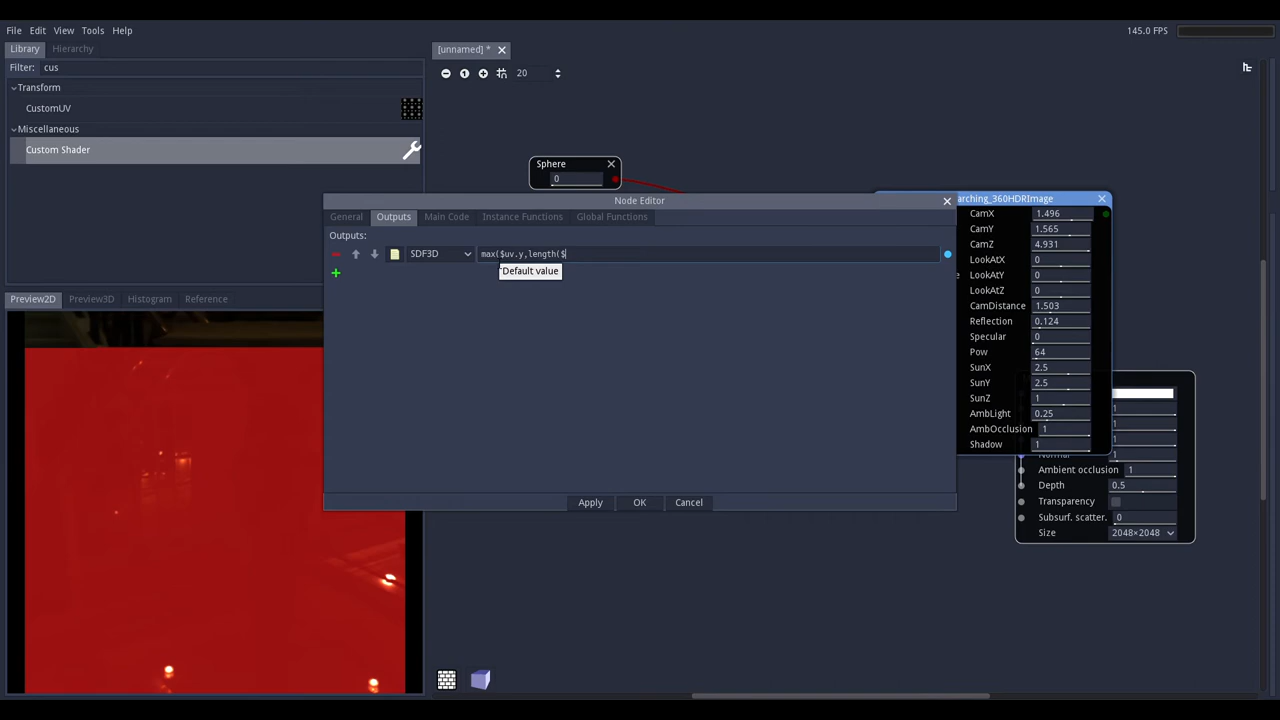 File Edit View Tools Help
145.0 FPS
Library Hierarchy
[unnamed] *
Filter: cus
20
Transform
CustomUV
Miscellaneous
Custom Shader
Sphere
0
Node Editor
arching_360HDRImage
General Outputs Main Code Instance Functions Global Functions
Outputs:
SDF3D max($uv.y,length($
Default value
CamX 1.496
CamY 1.565
CamZ 4.931
LookAtX 0
LookAtY 0
LookAtZ 0
CamDistance 1.503
Reflection 0.124
Specular 0
Pow 64
SunX 2.5
SunY 2.5
SunZ 1
AmbLight 0.25
AmbOcclusion 1
Shadow 1
Preview2D Preview3D Histogram Reference
1
1
1
1
Ambient occlusion 1
Depth 0.5
Transparency
Subsurf. scatter. 0
Size 2048×2048
Apply OK Cancel